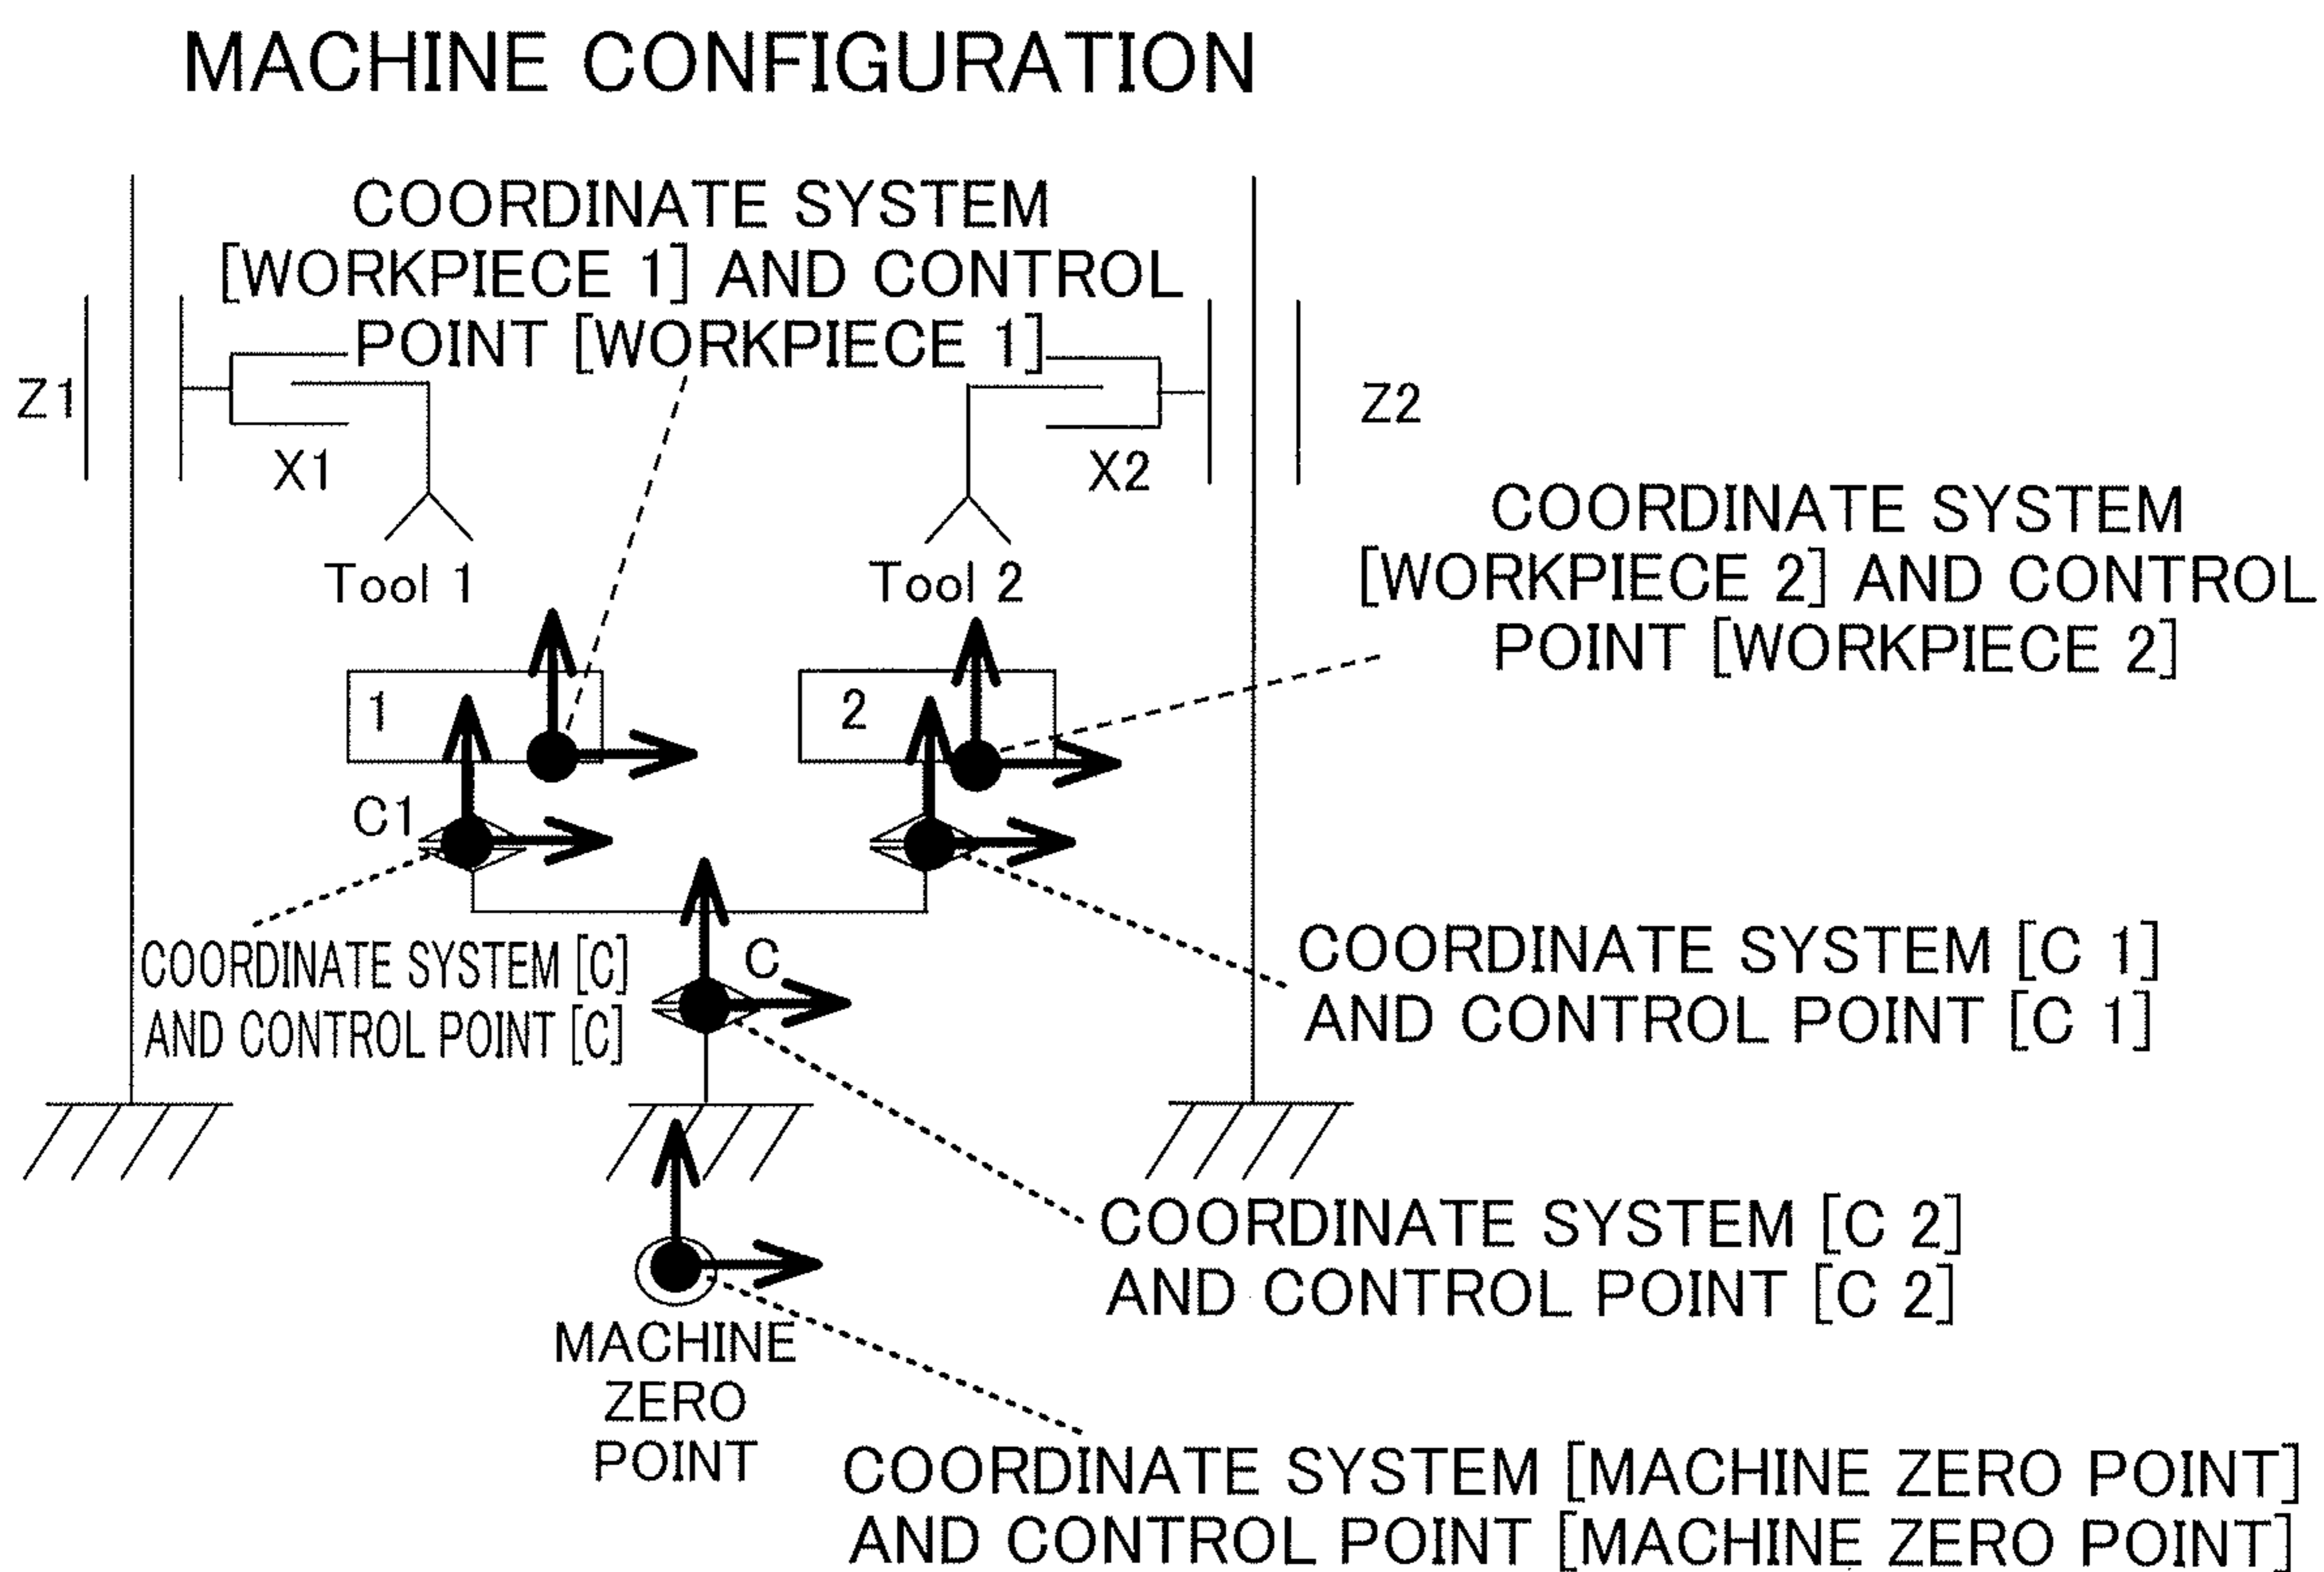 MACHINE CONFIGURATION
COORDINATE SYSTEM
[WORKPIECE 1] AND CONTROL
POINT [WORKPIECE 1]
Z1
X1
Tool 1
X2
Z2
Tool 2
COORDINATE SYSTEM
[WORKPIECE 2] AND CONTROL
POINT [WORKPIECE 2]
1
2
C1
C
COORDINATE SYSTEM [C]
AND CONTROL POINT [C]
COORDINATE SYSTEM [C 1]
AND CONTROL POINT [C 1]
COORDINATE SYSTEM [C 2]
AND CONTROL POINT [C 2]
MACHINE
ZERO
POINT
COORDINATE SYSTEM [MACHINE ZERO POINT]
AND CONTROL POINT [MACHINE ZERO POINT]